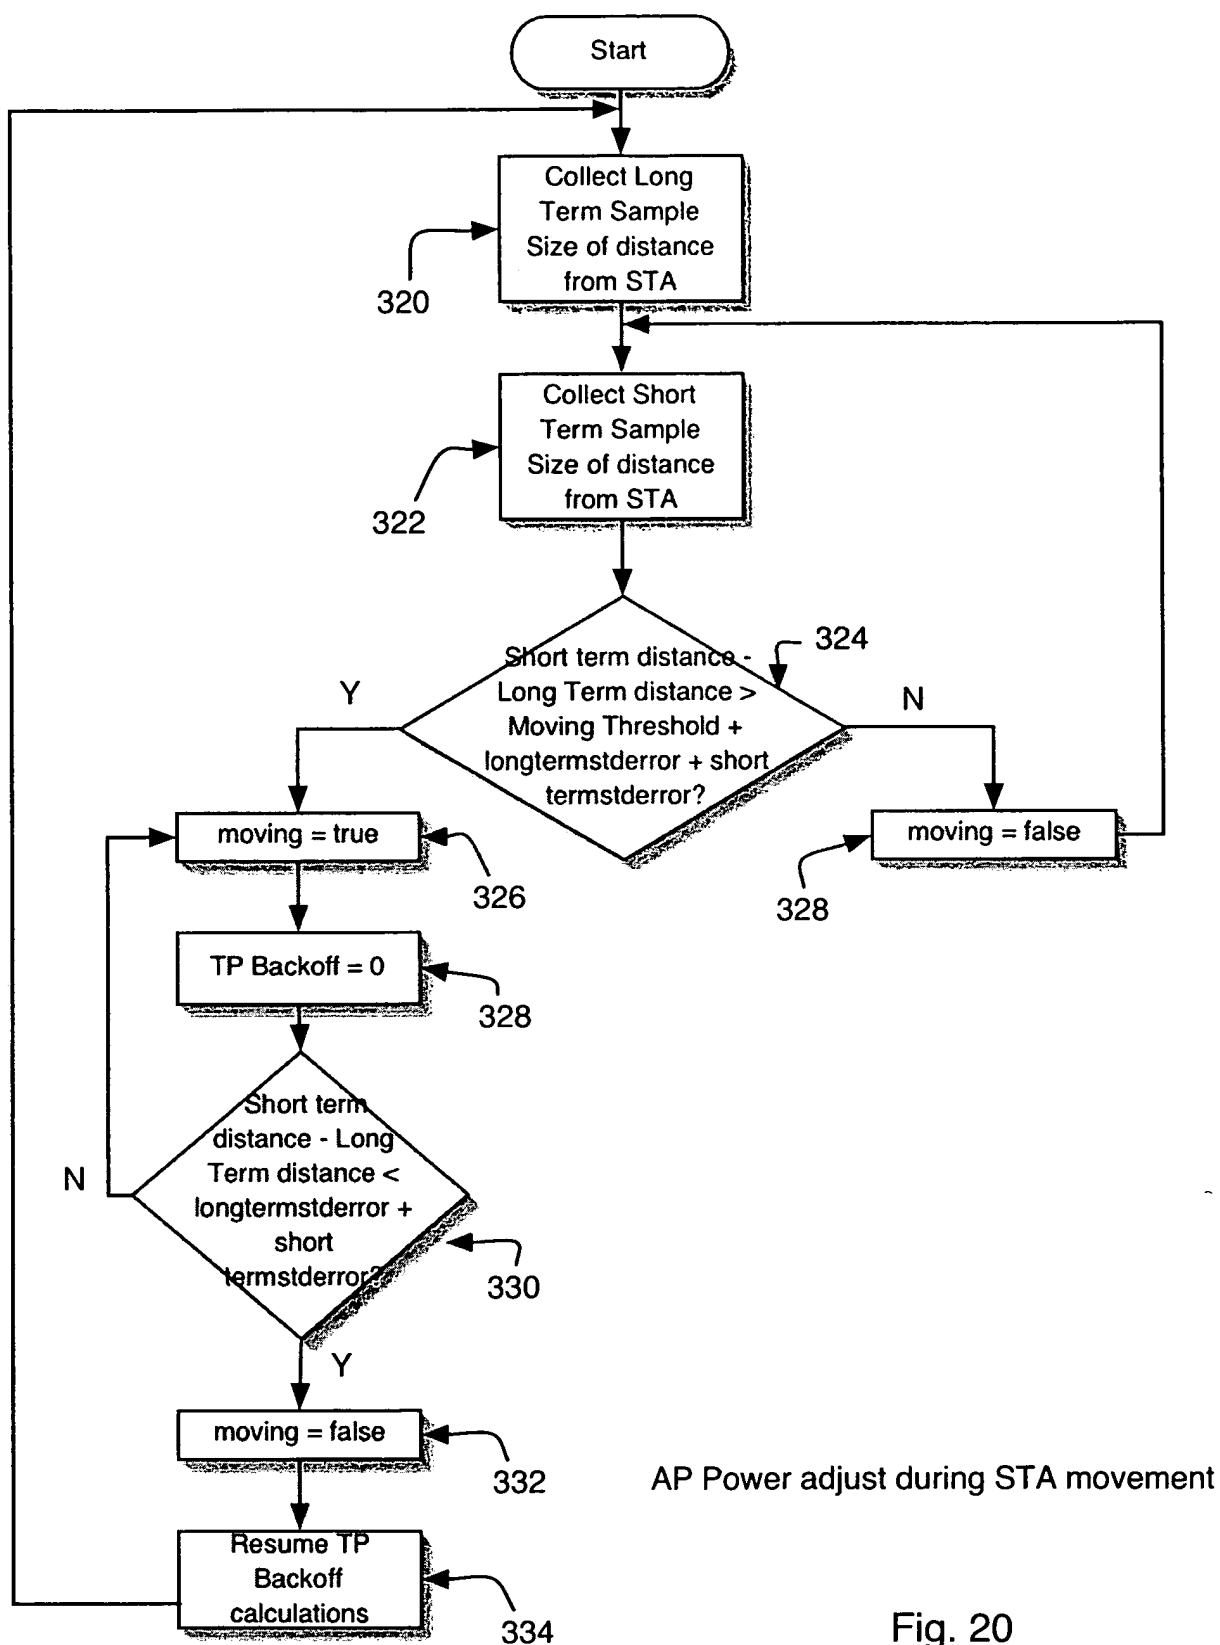 Start
Collect Long
Term Sample
Size of distance
from STA
320
Collect Short
Term Sample
Size of distance
from STA
322
324
Short term distance -
Long Term distance >
Moving Threshold +
longtermstderror + short
termstderror?
Y
N
moving = true
326
moving = false
328
TP Backoff = 0
328
Short term
distance - Long
Term distance <
longtermstderror +
short
termstderror?
N
330
Y
moving = false
332
AP Power adjust during STA movement
Resume TP
Backoff
calculations
334
Fig. 20